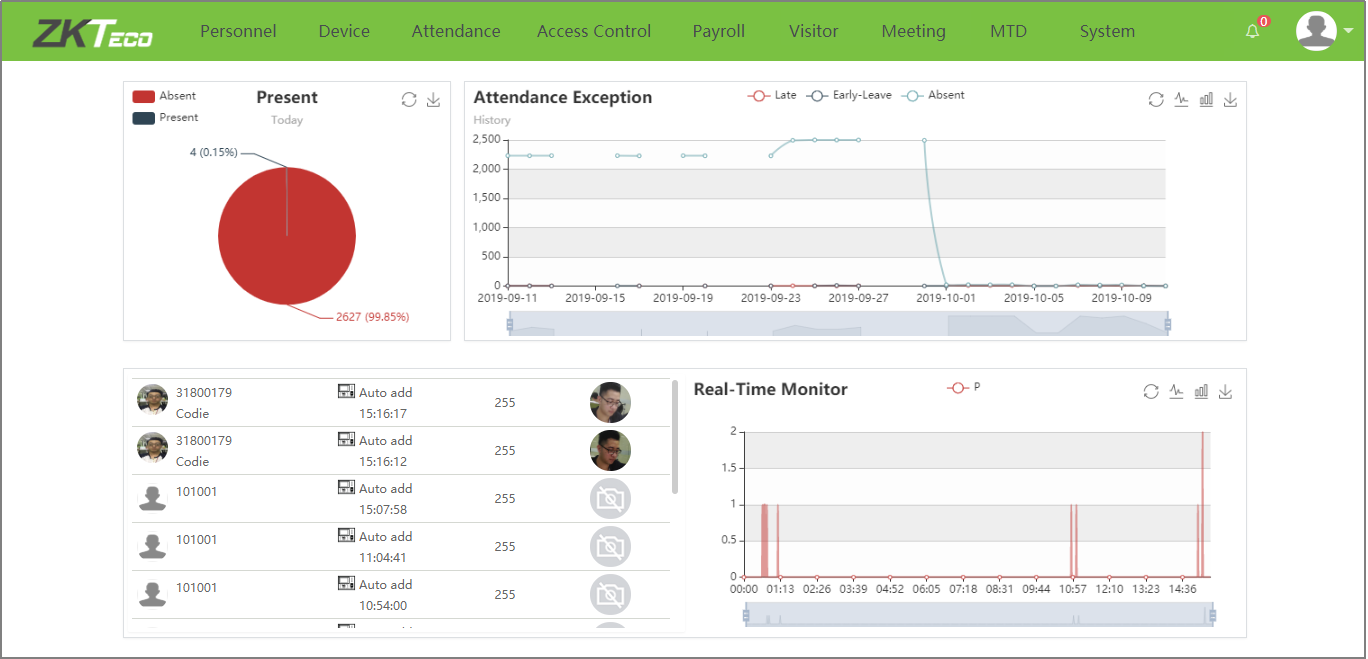 ZKTeco Personnel Device Attendance Access Control Payroll Visitor Meeting MTD System 0
Absent
Present
Present
Today
4 (0.15%)
2627 (99.85%)
Attendance Exception
History
Late Early-Leave Absent
2,500
2,000
1,500
1,000
500
0
2019-09-11 2019-09-15 2019-09-19 2019-09-23 2019-09-27 2019-10-01 2019-10-05 2019-10-09
31800179 Auto add 255
Codie 15:16:17
31800179 Auto add 255
Codie 15:16:12
101001 Auto add 255
15:07:58
101001 Auto add 255
11:04:41
101001 Auto add 255
10:54:00
Real-Time Monitor
P
2
1.5
1
0.5
0
00:00 01:13 02:26 03:39 04:52 06:05 07:18 08:31 09:44 10:57 12:10 13:23 14:36